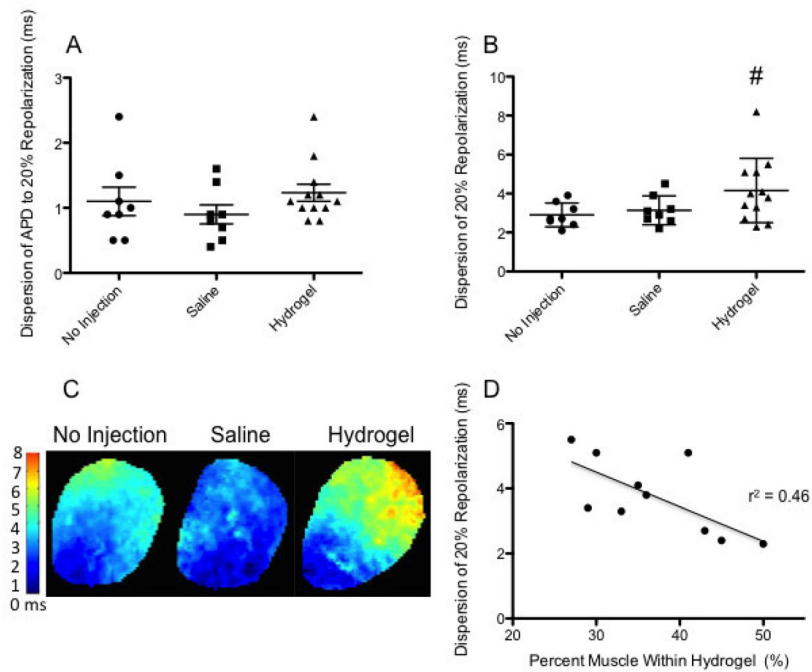 A
Dispersion of APD to 20% Repolarization (ms)
3
2
1
0
No Injection
Saline
Hydrogel
B
Dispersion of 20% Repolarization (ms)
10
8
6
4
2
0
#
No Injection
Saline
Hydrogel
C
No Injection Saline Hydrogel
8
7
6
5
4
3
2
1
0 ms
D
Dispersion of 20% Repolarization (ms)
6
4
2
0
r² = 0.46
20 30 40 50
Percent Muscle Within Hydrogel (%)